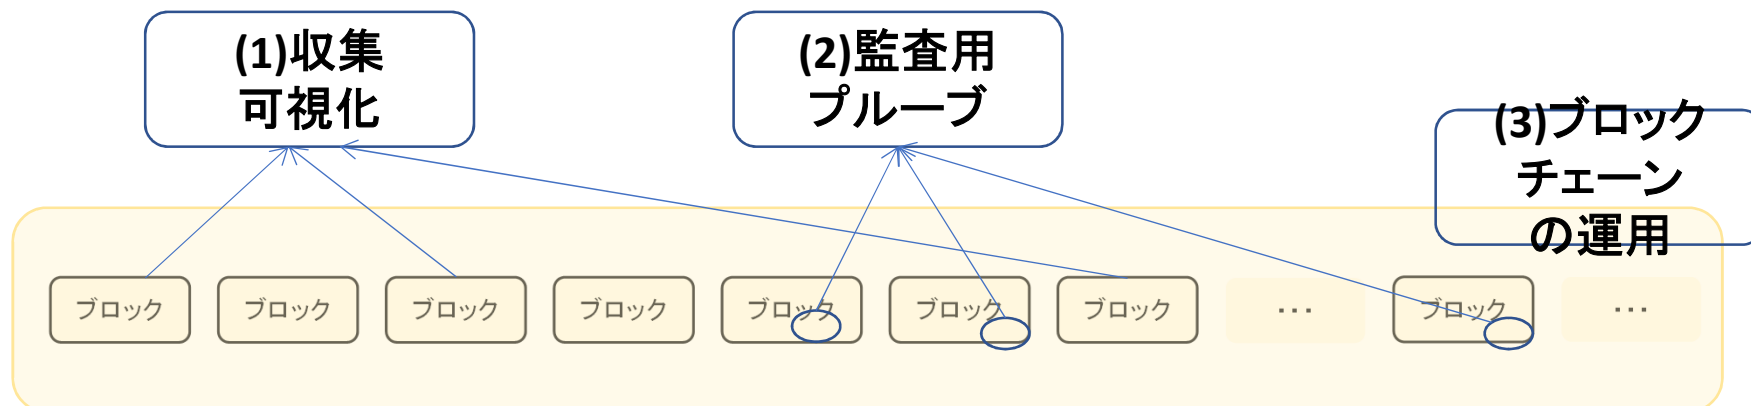 (1)収集
可視化
(2)監査用
プルーブ
(3)ブロック
チェーン
の運用
ブロック
ブロック
ブロック
ブロック
ブロック
ブロック
ブロック
...
ブロック
...